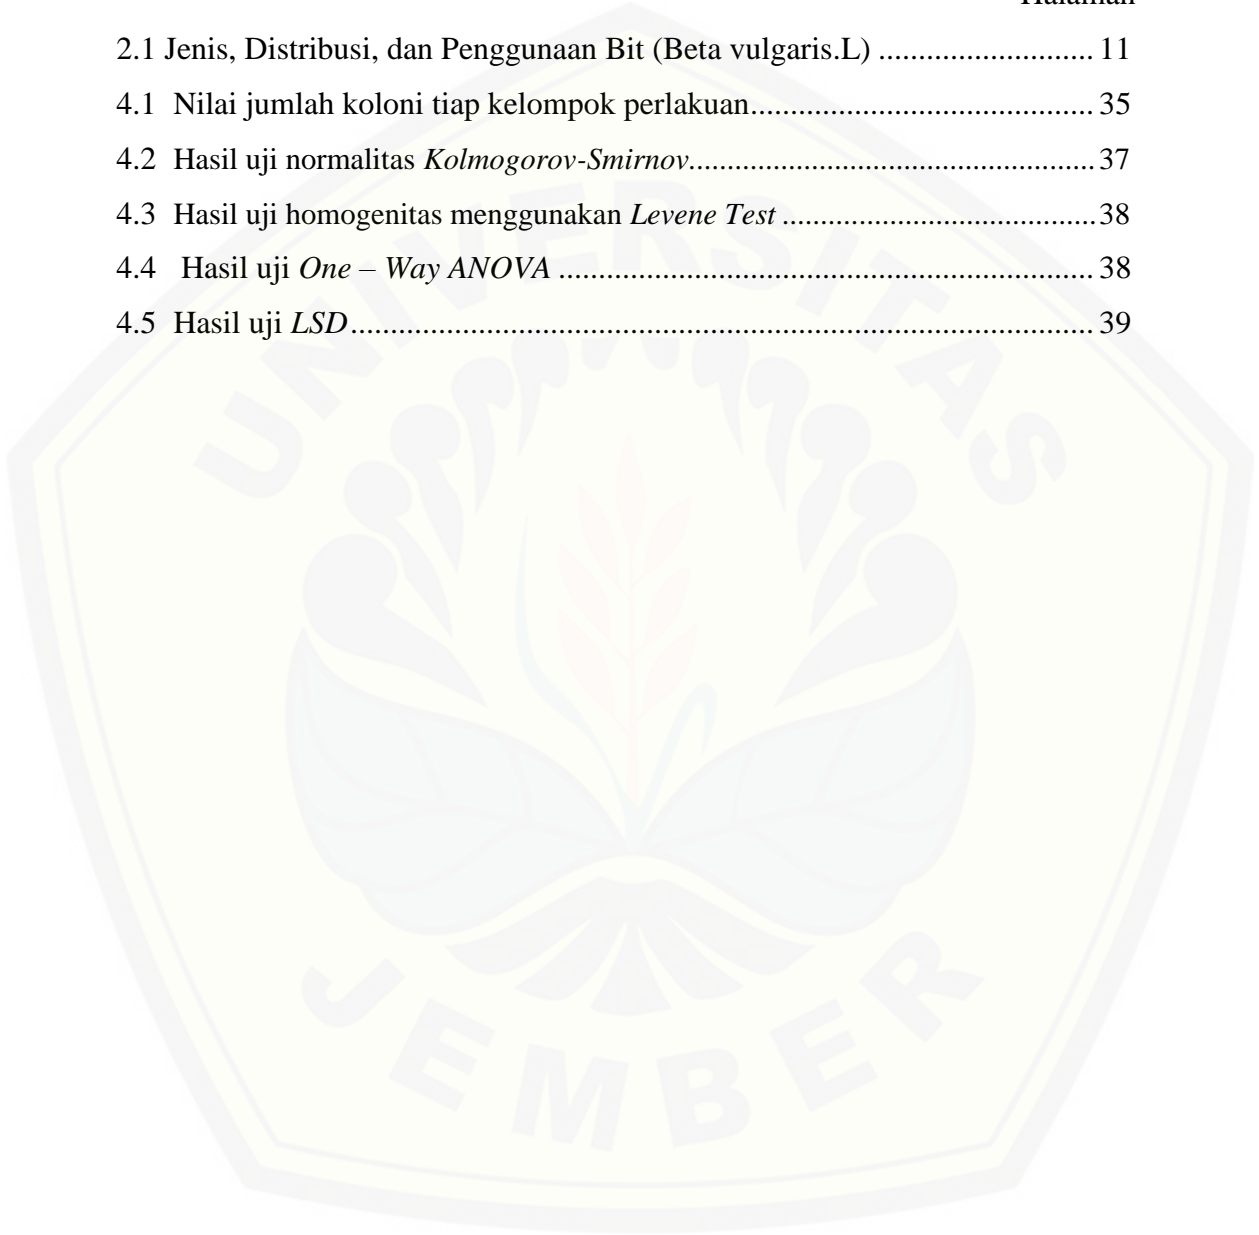 Halaman
2.1 Jenis, Distribusi, dan Penggunaan Bit (Beta vulgaris.L) ........................... 11
4.1 Nilai jumlah koloni tiap kelompok perlakuan........................................... 35
4.2 Hasil uji normalitas Kolmogorov-Smirnov................................................... 37
4.3 Hasil uji homogenitas menggunakan Levene Test ....................................... 38
4.4 Hasil uji One – Way ANOVA ................................................................... 38
4.5 Hasil uji LSD............................................................................................. 39
UNIVERSITAS
JEMBER